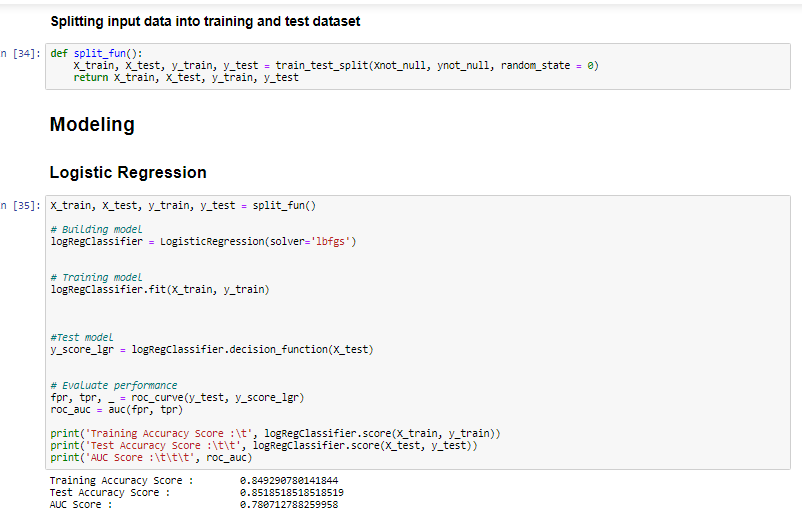 Splitting input data into training and test dataset
n [34]: def split_fun():
X_train, X_test, y_train, y_test = train_test_split(Xnot_null, ynot_null, random_state = 0)
return X_train, X_test, y_train, y_test
Modeling
Logistic Regression
n [35]: X_train, X_test, y_train, y_test = split_fun()
# Building model
logRegClassifier = LogisticRegression(solver='lbfgs')
# Training model
logRegClassifier.fit(X_train, y_train)
#Test model
y_score_lgr = logRegClassifier.decision_function(X_test)
# Evaluate performance
fpr, tpr, _ = roc_curve(y_test, y_score_lgr)
roc_auc = auc(fpr, tpr)
print('Training Accuracy Score :\t', logRegClassifier.score(X_train, y_train))
print('Test Accuracy Score :\t\t', logRegClassifier.score(X_test, y_test))
print('AUC Score :\t\t\t', roc_auc)
Training Accuracy Score : 0.849290780141844
Test Accuracy Score : 0.8518518518518519
AUC Score : 0.780712788259958